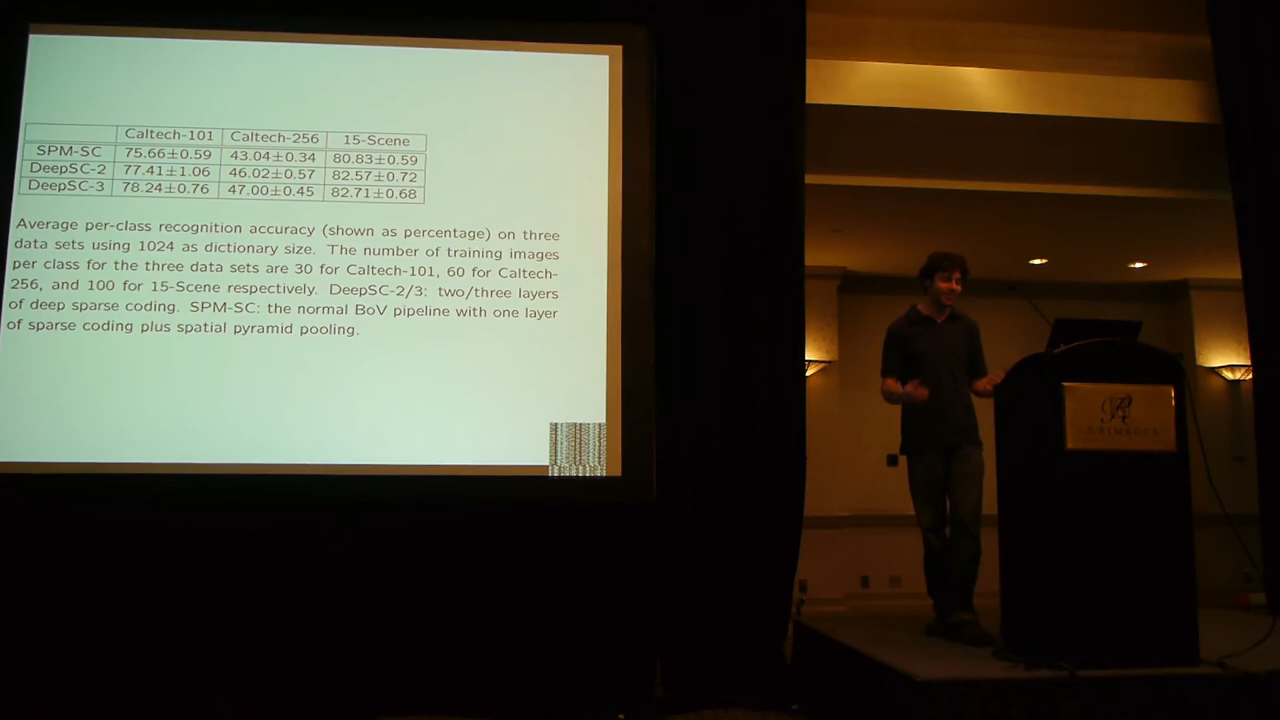 Caltech-101 Caltech-256 15-Scene
SPM-SC 75.66±0.59 43.04±0.34 80.83±0.59
DeepSC-2 77.41±1.06 46.02±0.57 82.57±0.72
DeepSC-3 78.24±0.76 47.00±0.45 82.71±0.68
Average per-class recognition accuracy (shown as percentage) on three
data sets using 1024 as dictionary size. The number of training images
per class for the three data sets are 30 for Caltech-101, 60 for Caltech-
256, and 100 for 15-Scene respectively. DeepSC-2/3: two/three layers
of deep sparse coding. SPM-SC: the normal BoV pipeline with one layer
of sparse coding plus spatial pyramid pooling.
R
RIMROCK